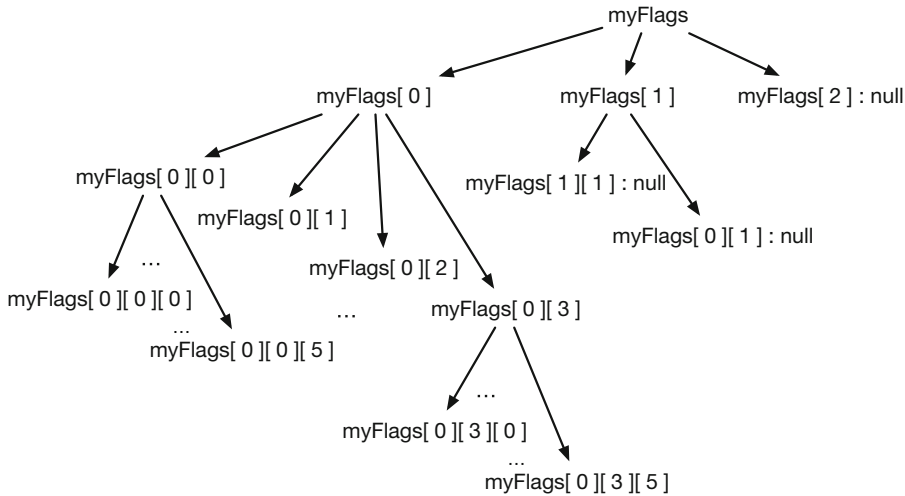 myFlags
myFlags[ 0 ]
myFlags[ 1 ]
myFlags[ 2 ] : null
myFlags[ 0 ][ 0 ]
myFlags[ 1 ][ 1 ] : null
myFlags[ 0 ][ 1 ]
myFlags[ 0 ][ 1 ] : null
...
myFlags[ 0 ][ 2 ]
myFlags[ 0 ][ 0 ][ 0 ]
myFlags[ 0 ][ 3 ]
...
...
myFlags[ 0 ][ 0 ][ 5 ]
...
myFlags[ 0 ][ 3 ][ 0 ]
...
myFlags[ 0 ][ 3 ][ 5 ]